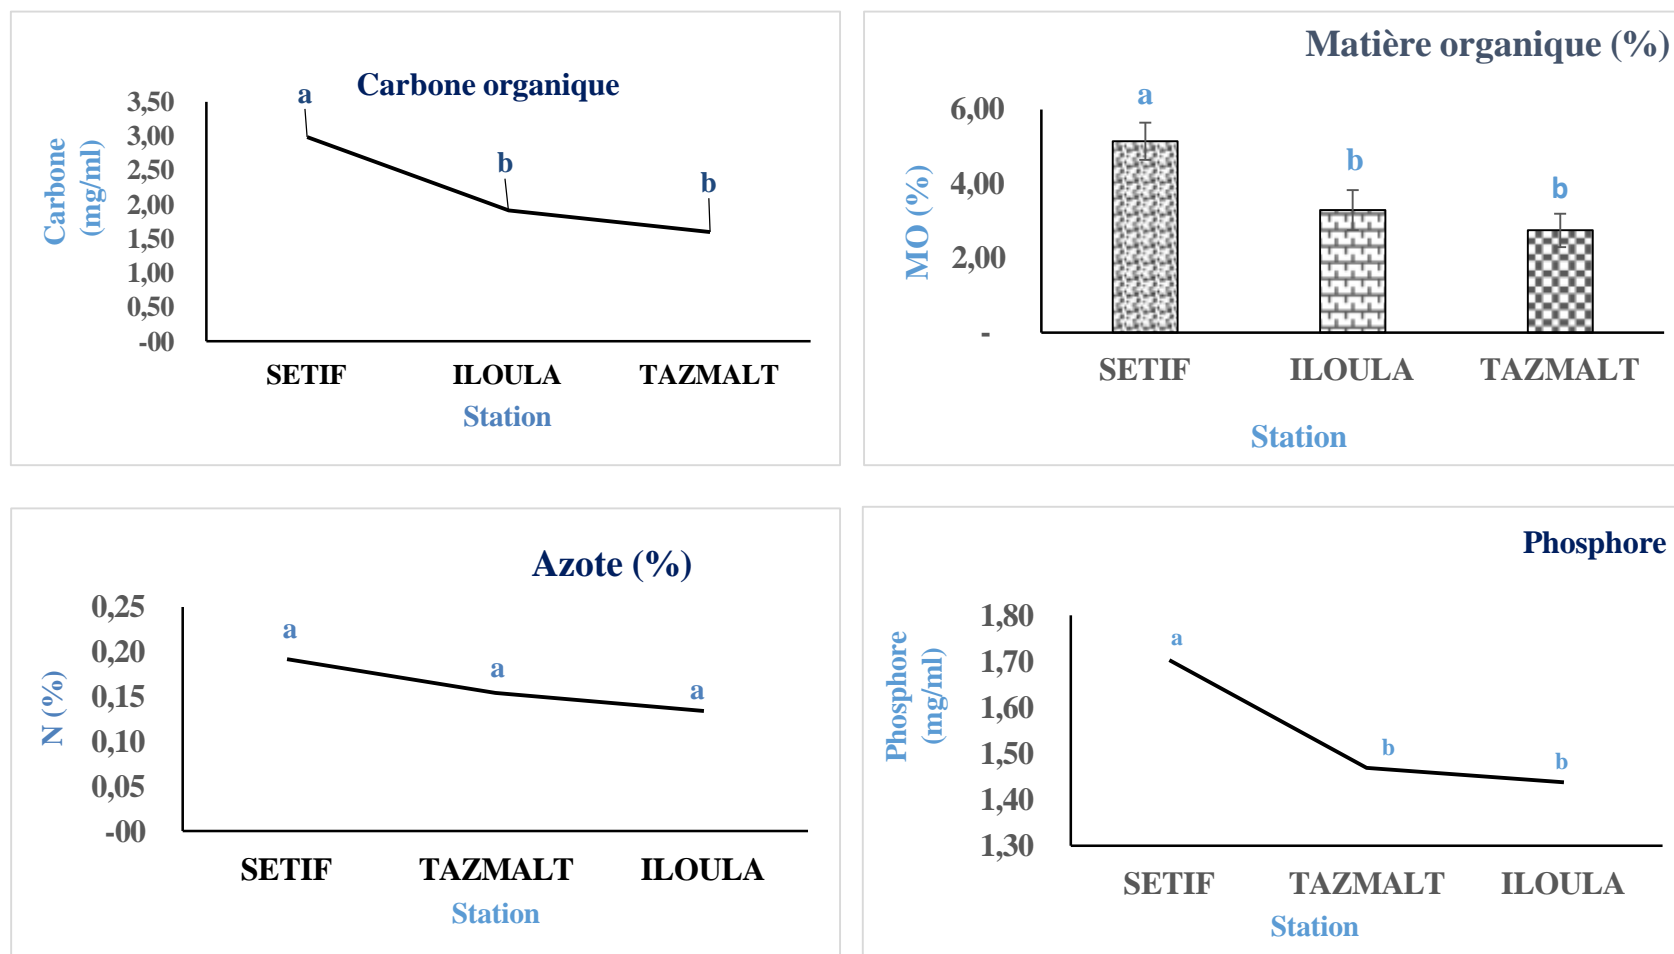 Carbone organique
a
b
b
3,50
3,00
2,50
2,00
1,50
1,00
0,50
-00
Carbone
(mg/ml)
SETIF ILOULA TAZMALT
Station
Matière organique (%)
a
b
b
6,00
4,00
2,00
-
MO (%)
SETIF ILOULA TAZMALT
Station
Azote (%)
a
a
a
0,25
0,20
0,15
0,10
0,05
-00
N (%)
SETIF TAZMALT ILOULA
Station
Phosphore
a
b
b
1,80
1,70
1,60
1,50
1,40
1,30
Phosphore
(mg/ml)
SETIF TAZMALT ILOULA
Station